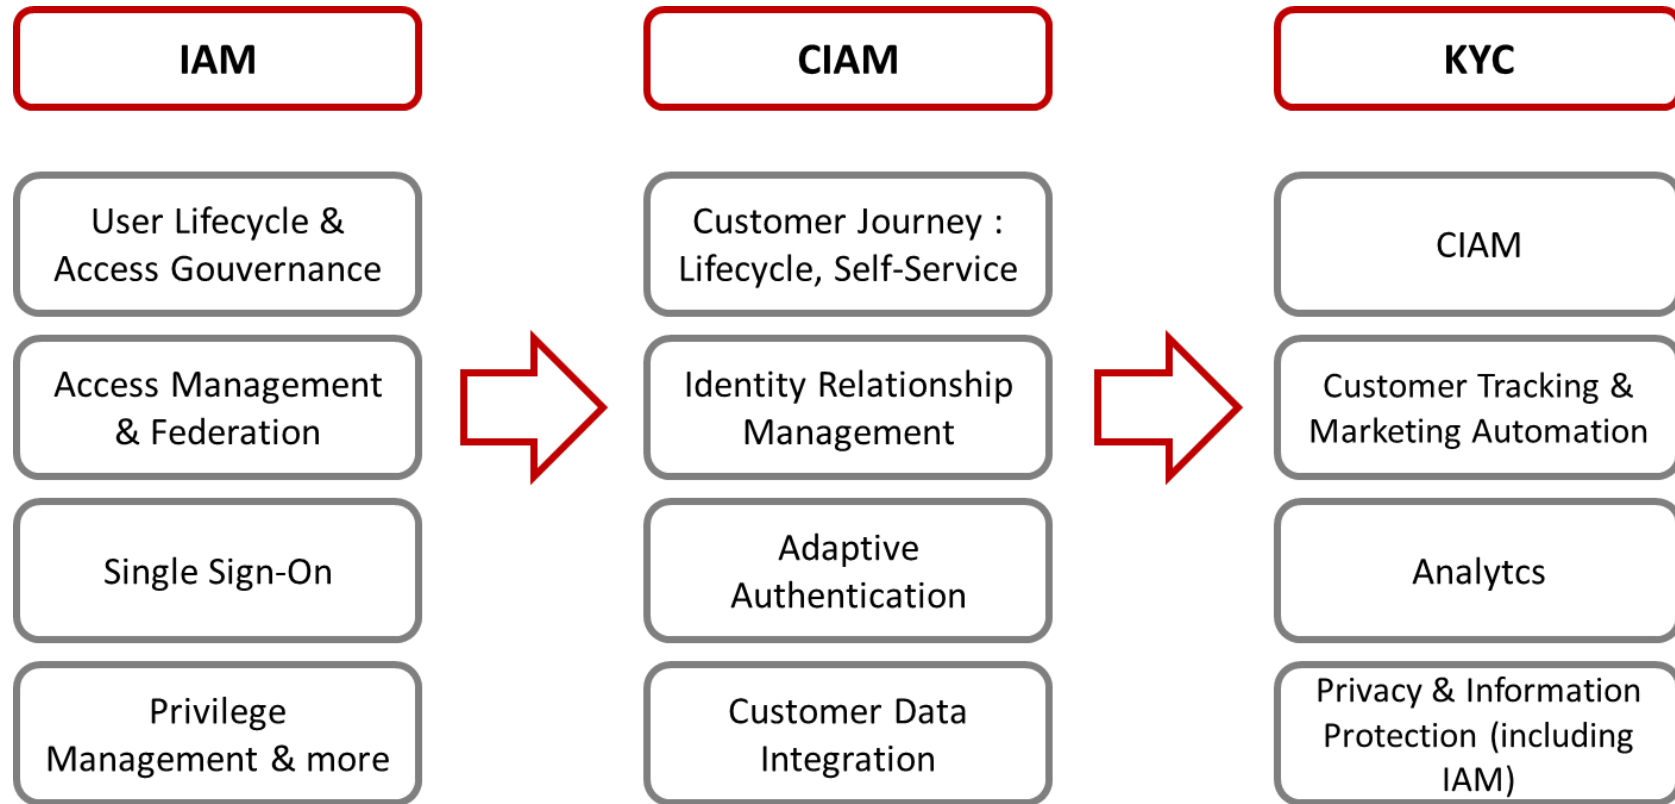 IAM
CIAM
KYC
User Lifecycle &
Access Gouvernance
Customer Journey :
Lifecycle, Self-Service
CIAM
Access Management
& Federation
Identity Relationship
Management
Customer Tracking &
Marketing Automation
Single Sign-On
Adaptive
Authentication
Analytcs
Privilege
Management & more
Customer Data
Integration
Privacy & Information
Protection (including
IAM)